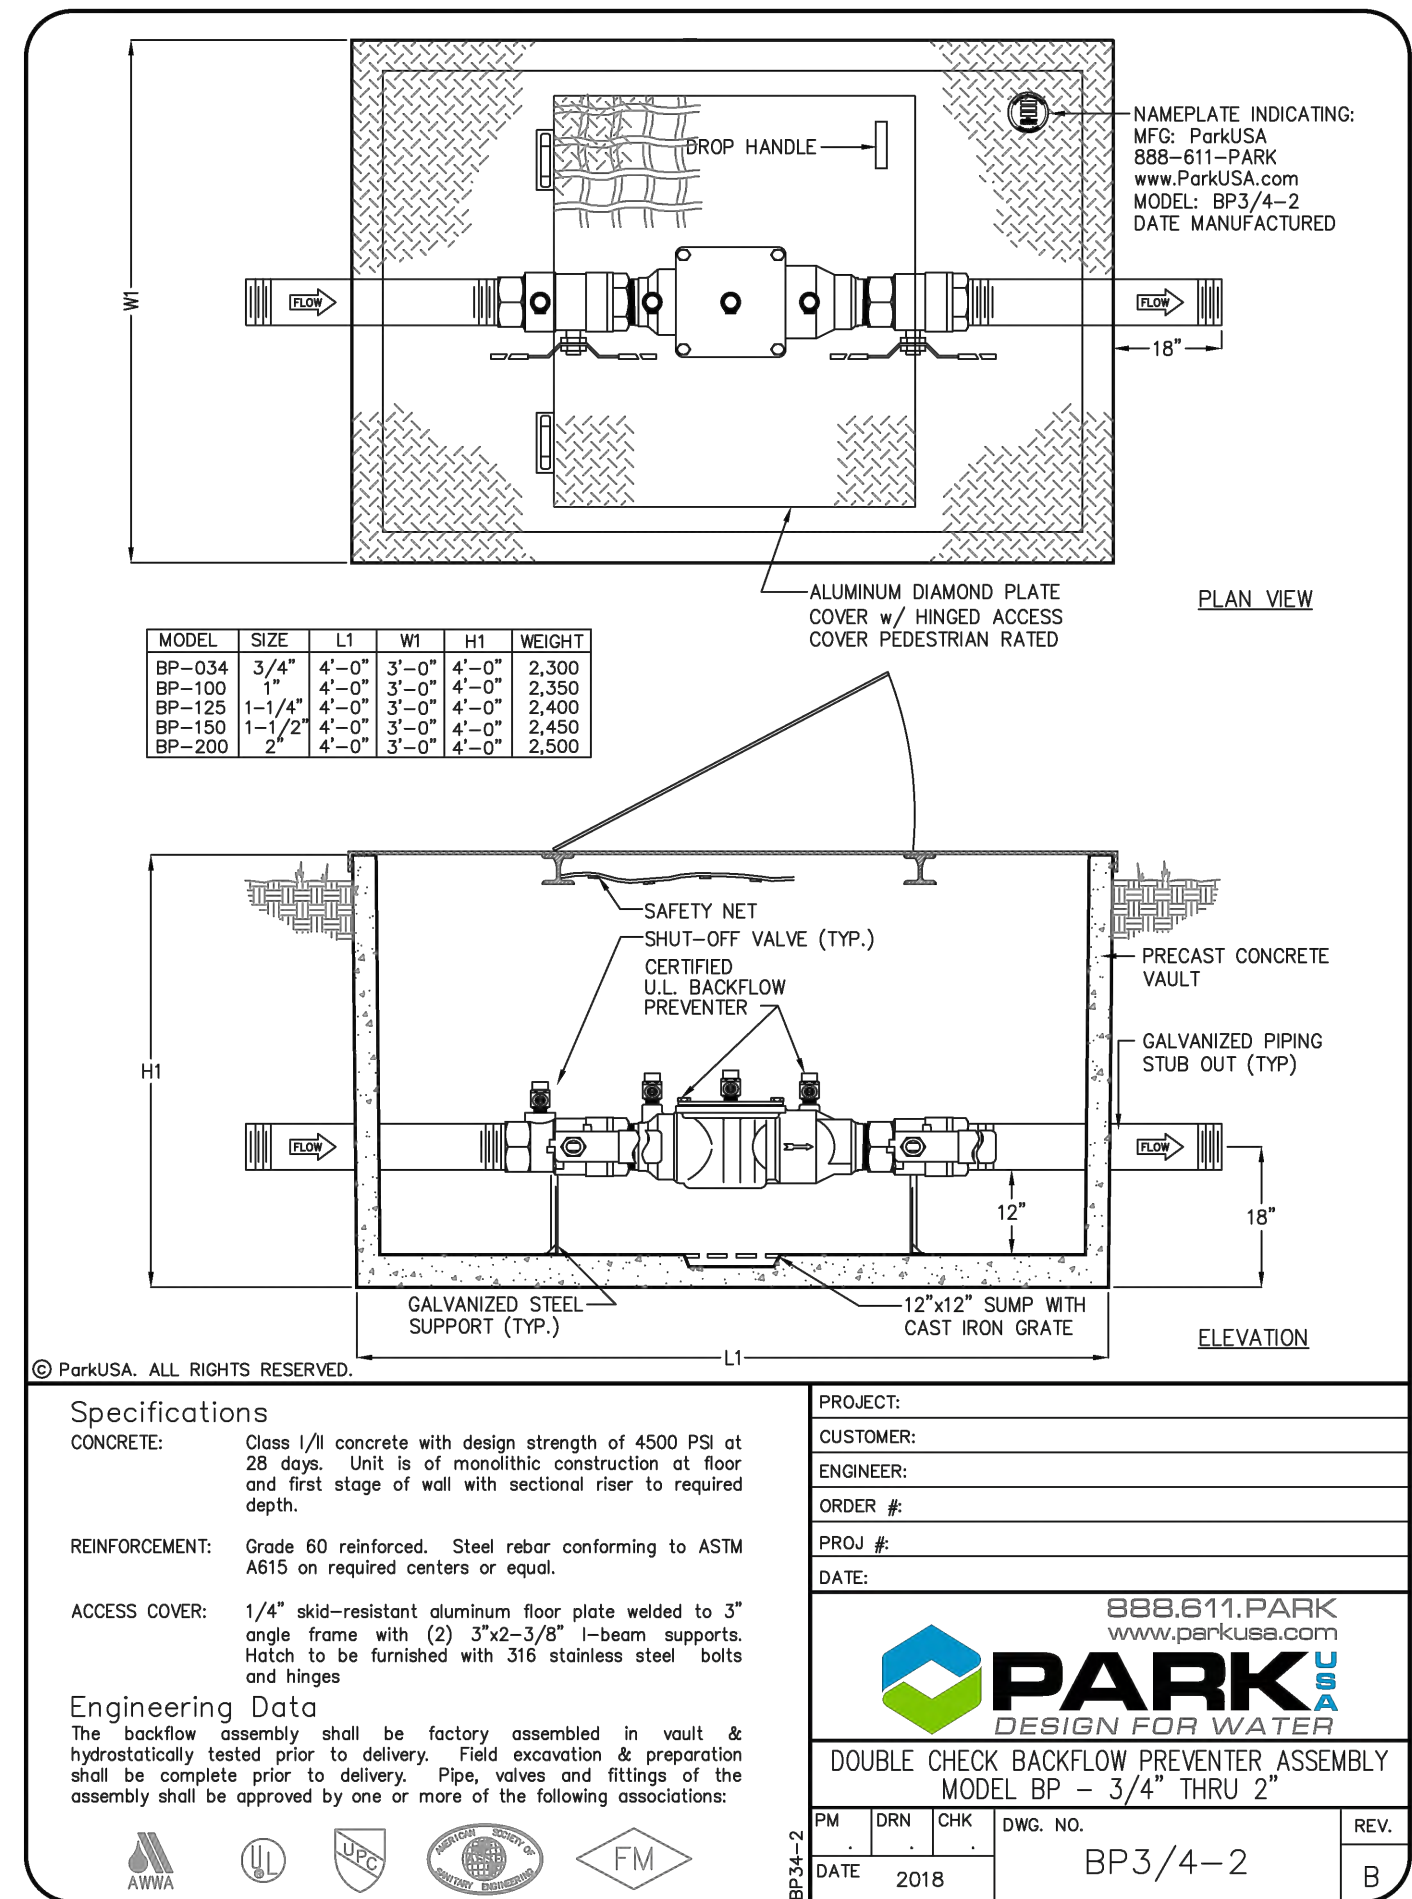 NAMEPLATE INDICATING:
MFG: ParkUSA
888-611-PARK
www.ParkUSA.com
MODEL: BP3/4-2
DATE MANUFACTURED
DROP HANDLE
W1
FLOW
FLOW
18"
ALUMINUM DIAMOND PLATE
COVER w/ HINGED ACCESS
COVER PEDESTRIAN RATED
PLAN VIEW
MODEL SIZE L1 W1 H1 WEIGHT
BP-034 3/4" 4'-0" 3'-0" 4'-0" 2,300
BP-100 1" 4'-0" 3'-0" 4'-0" 2,350
BP-125 1-1/4" 4'-0" 3'-0" 4'-0" 2,400
BP-150 1-1/2" 4'-0" 3'-0" 4'-0" 2,450
BP-200 2" 4'-0" 3'-0" 4'-0" 2,500
SAFETY NET
SHUT-OFF VALVE (TYP.)
CERTIFIED
U.L. BACKFLOW
PREVENTER
PRECAST CONCRETE
VAULT
GALVANIZED PIPING
STUB OUT (TYP)
H1
FLOW
FLOW
12"
18"
GALVANIZED STEEL
SUPPORT (TYP.)
12"x12" SUMP WITH
CAST IRON GRATE
ELEVATION
L1
© ParkUSA. ALL RIGHTS RESERVED.
Specifications
CONCRETE: Class I/II concrete with design strength of 4500 PSI at
28 days. Unit is of monolithic construction at floor
and first stage of wall with sectional riser to required
depth.
REINFORCEMENT: Grade 60 reinforced. Steel rebar conforming to ASTM
A615 on required centers or equal.
ACCESS COVER: 1/4" skid-resistant aluminum floor plate welded to 3"
angle frame with (2) 3"x2-3/8" I-beam supports.
Hatch to be furnished with 316 stainless steel bolts
and hinges
Engineering Data
The backflow assembly shall be factory assembled in vault &
hydrostatically tested prior to delivery. Field excavation & preparation
shall be complete prior to delivery. Pipe, valves and fittings of the
assembly shall be approved by one or more of the following associations:
AWWA
UL
UPC
AMERICAN SOCIETY OF
ASSE
SANITARY ENGINEERING
FM
PROJECT:
CUSTOMER:
ENGINEER:
ORDER #:
PROJ #:
DATE:
888.611.PARK
www.parkusa.com
PARK USA
DESIGN FOR WATER
DOUBLE CHECK BACKFLOW PREVENTER ASSEMBLY
MODEL BP - 3/4" THRU 2"
BP34-2
PM . DRN . CHK .
DATE 2018
DWG. NO.
BP3/4-2
REV.
B